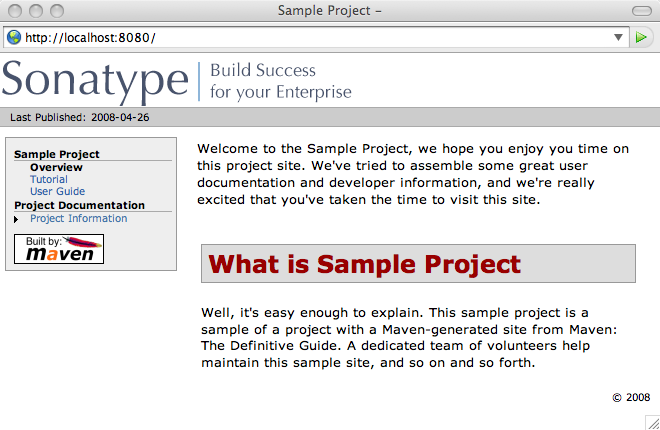 Sample Project –
http://localhost:8080/
Sonatype
Build Success
for your Enterprise
Last Published: 2008-04-26
Sample Project
Overview
Tutorial
User Guide
Project Documentation
Project Information
Built by:
maven
Welcome to the Sample Project, we hope you enjoy you time on
this project site. We've tried to assemble some great user
documentation and developer information, and we're really
excited that you've taken the time to visit this site.
What is Sample Project
Well, it's easy enough to explain. This sample project is a
sample of a project with a Maven-generated site from Maven:
The Definitive Guide. A dedicated team of volunteers help
maintain this sample site, and so on and so forth.
© 2008